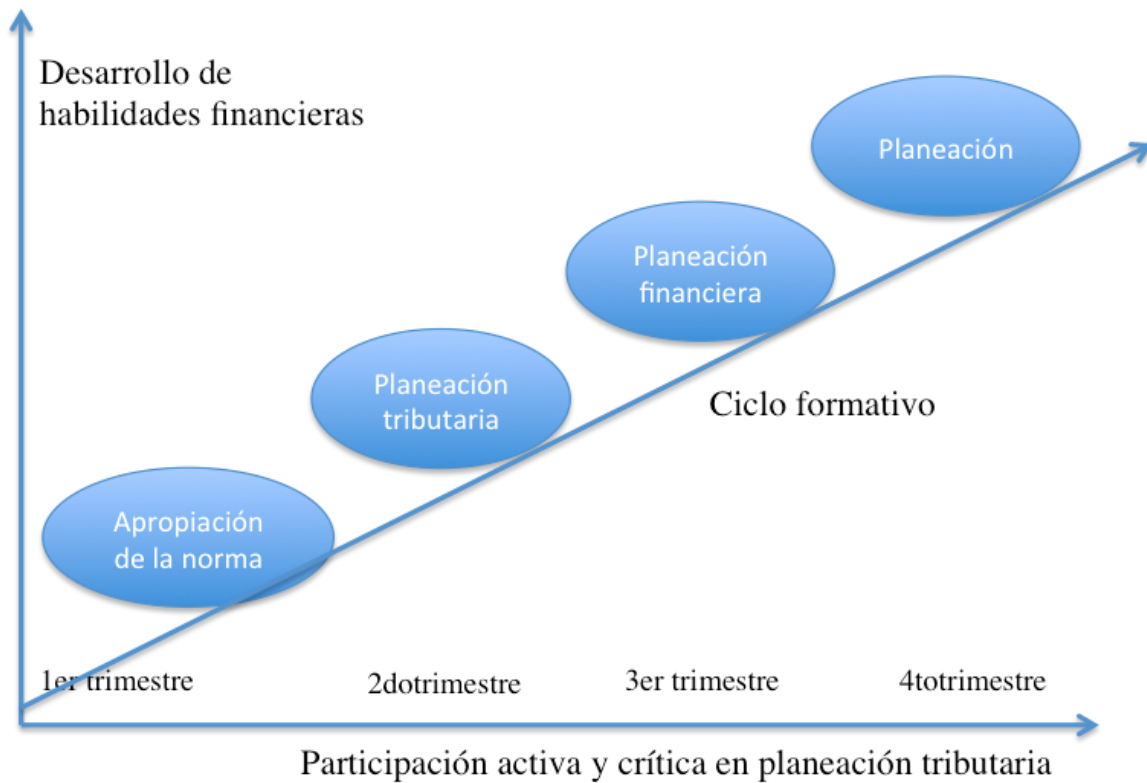 Desarrollo de
habilidades financieras
Planeación
Planeación
financiera
Planeación
tributaria
Ciclo formativo
Apropiación
de la norma
1er trimestre
2dotrimestre
3er trimestre
4totrimestre
Participación activa y crítica en planeación tributaria